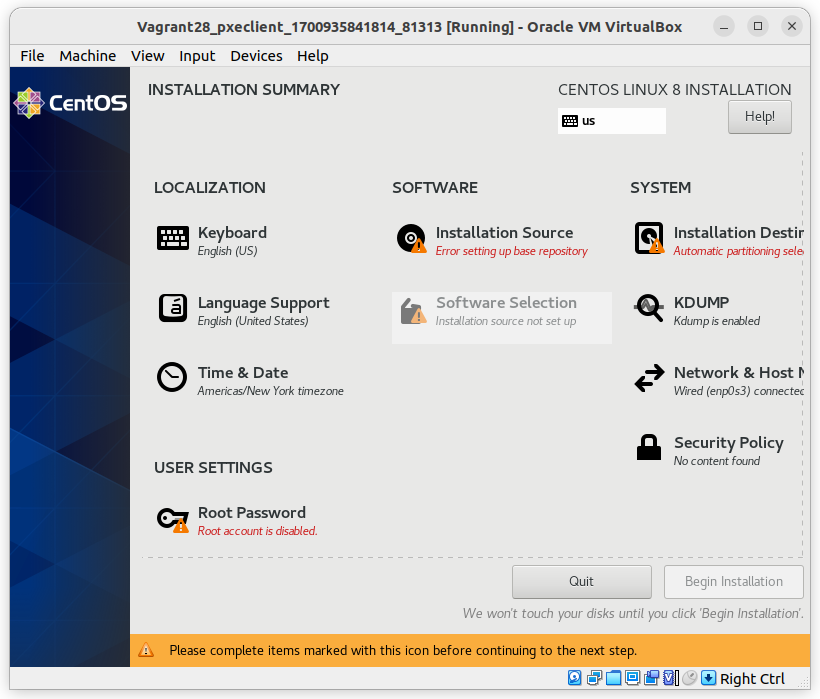 Vagrant28_pxeclient_1700935841814_81313 [Running] - Oracle VM VirtualBox
File Machine View Input Devices Help
CentOS
INSTALLATION SUMMARY
CENTOS LINUX 8 INSTALLATION
us
Help!
LOCALIZATION
Keyboard
English (US)
Language Support
English (United States)
Time & Date
Americas/New York timezone
USER SETTINGS
Root Password
Root account is disabled.
SOFTWARE
Installation Source
Error setting up base repository
Software Selection
Installation source not set up
SYSTEM
Installation Destin
Automatic partitioning sele
KDUMP
Kdump is enabled
Network & Host N
Wired (enp0s3) connected
Security Policy
No content found
Quit
Begin Installation
We won't touch your disks until you click 'Begin Installation'.
Please complete items marked with this icon before continuing to the next step.
Right Ctrl